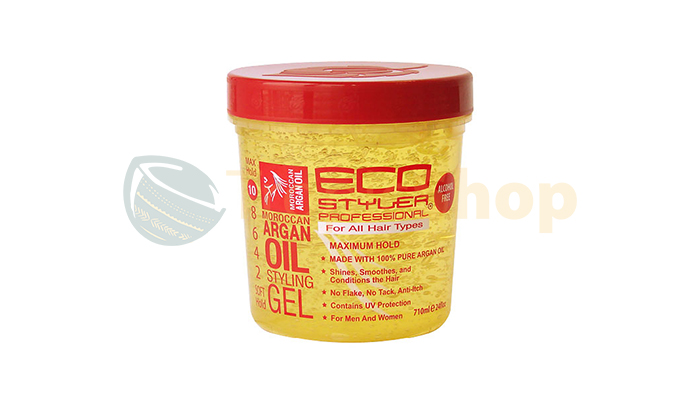 MAX
Hold
10
8
6
4
2
SOFT
Hold
MOROCCAN
ARGAN OIL
MOROCCAN
ARGAN
OIL
STYLING
GEL
ECO
STYLER®
PROFESSIONAL
For All Hair Types
ALCOHOL
FREE
MAXIMUM HOLD
★ MADE WITH 100% PURE ARGAN OIL
★ Shines, Smoothes, and
Conditions the Hair
★ No Flake, No Tack, Anti-Itch
★ Contains UV Protection
★ For Men And Women
710ml e
hop